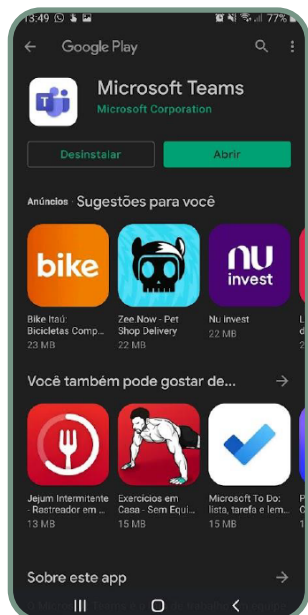 13:49
77%
Google Play
Microsoft Teams
Microsoft Corporation
Desinstalar
Abrir
Anúncios · Sugestões para você
bike
nu
invest
Bike Itaú:
Bicicletas Comp...
23 MB
Zee.Now - Pet
Shop Delivery
22 MB
Nu invest
22 MB
Você também pode gostar de...
Jejum Intermitente
- Rastreador em ...
13 MB
Exercícios em
Casa - Sem Equi...
15 MB
Microsoft To Do:
lista, tarefa e lem...
15 MB
Sobre este app